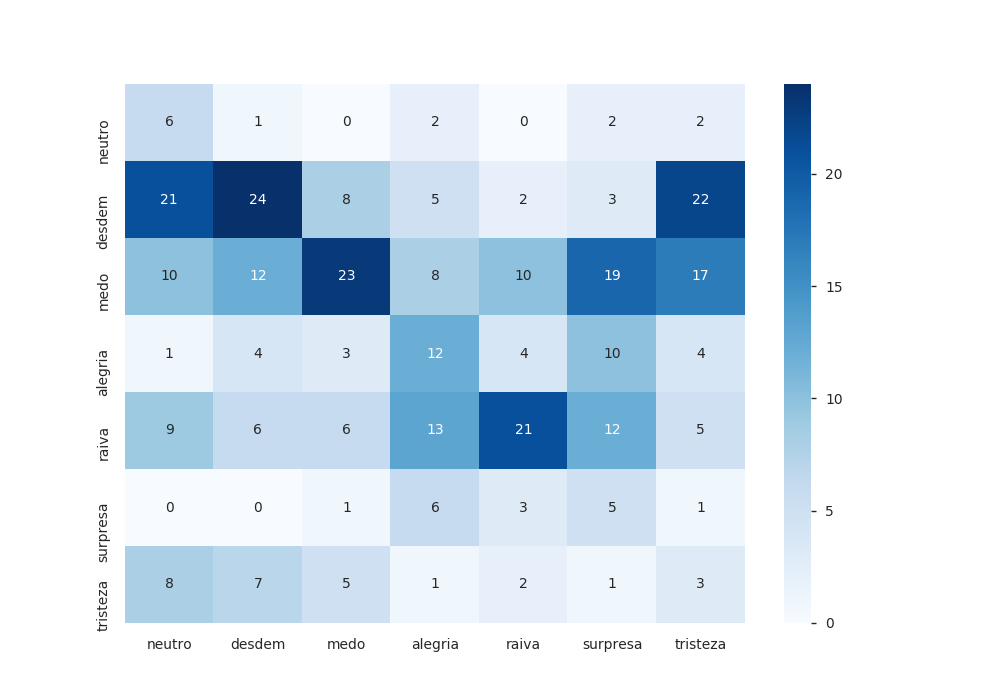 neutro 6 1 0 2 0 2 2
desdem 21 24 8 5 2 3 22
medo 10 12 23 8 10 19 17
alegria 1 4 3 12 4 10 4
raiva 9 6 6 13 21 12 5
surpresa 0 0 1 6 3 5 1
tristeza 8 7 5 1 2 1 3
neutro desdem medo alegria raiva surpresa tristeza
20
15
10
5
0